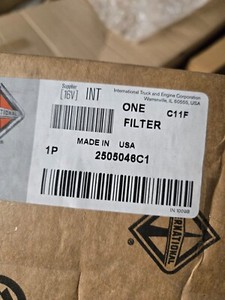 Supplier
[16V] INT
International Truck and Engine Corporation
Warrenville, IL 60555, USA
ONE C11F
FILTER
MADE IN USA
1P 2505046C1
INTERNATIONAL